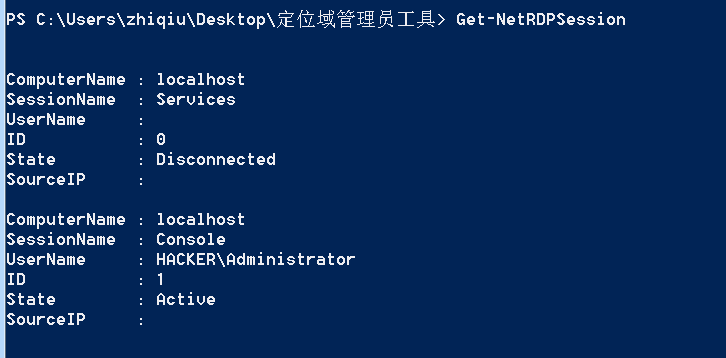 PS C:\Users\zhiqiu\Desktop\定位域管理员工具> Get-NetRDPSession
ComputerName : localhost
SessionName  : Services
UserName     :
ID           : 0
State        : Disconnected
SourceIP     :
ComputerName : localhost
SessionName  : Console
UserName     : HACKER\Administrator
ID           : 1
State        : Active
SourceIP     :